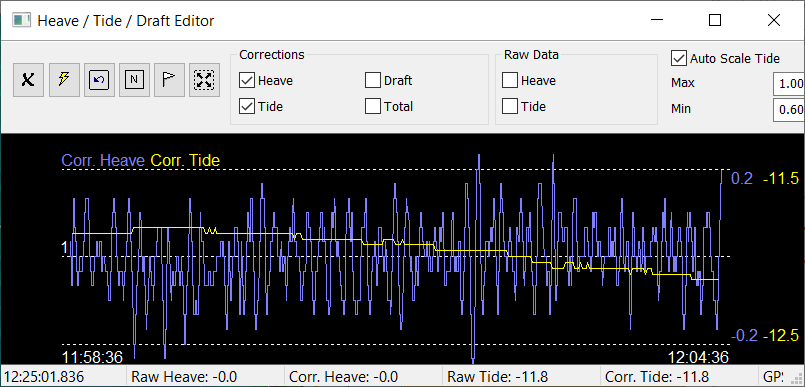 Heave / Tide / Draft Editor
Corrections
Heave
Draft
Tide
Total
Raw Data
Heave
Tide
Auto Scale Tide
Max 1.00
Min 0.60
N
Corr. Heave Corr. Tide
0.2 -11.5
1
-0.2 -12.5
11:58:36
12:04:36
12:25:01.836 Raw Heave: -0.0 Corr. Heave: -0.0 Raw Tide: -11.8 Corr. Tide: -11.8 GPS